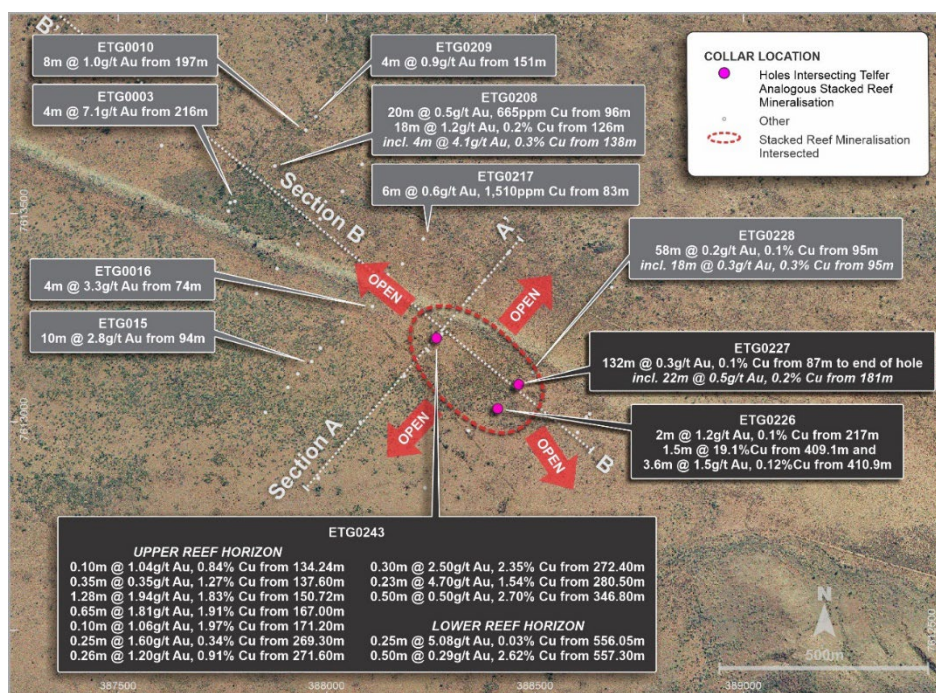 B'
ETG0010
8m @ 1.0g/t Au from 197m
ETG0209
4m @ 0.9g/t Au from 151m
ETG0003
4m @ 7.1g/t Au from 216m
ETG0208
20m @ 0.5g/t Au, 665ppm Cu from 96m
18m @ 1.2g/t Au, 0.2% Cu from 126m
incl. 4m @ 4.1g/t Au, 0.3% Cu from 138m
COLLAR LOCATION
Holes Intersecting Telfer
Analogous Stacked Reef
Mineralisation
Other
Stacked Reef Mineralisation
Intersected
ETG0217
6m @ 0.6g/t Au, 1,510ppm Cu from 83m
7613500
Section B
A'
ETG0228
58m @ 0.2g/t Au, 0.1% Cu from 95m
incl. 18m @ 0.3g/t Au, 0.3% Cu from 95m
ETG0016
4m @ 3.3g/t Au from 74m
OPEN
OPEN
ETG015
10m @ 2.8g/t Au from 94m
ETG0227
132m @ 0.3g/t Au, 0.1% Cu from 87m to end of hole
incl. 22m @ 0.5g/t Au, 0.2% Cu from 181m
OPEN
OPEN
Section A
B
ETG0226
2m @ 1.2g/t Au, 0.1% Cu from 217m
1.5m @ 19.1%Cu from 409.1m and
3.6m @ 1.5g/t Au, 0.12%Cu from 410.9m
ETG0243
UPPER REEF HORIZON
0.10m @ 1.04g/t Au, 0.84% Cu from 134.24m
0.35m @ 0.35g/t Au, 1.27% Cu from 137.60m
1.28m @ 1.94g/t Au, 1.83% Cu from 150.72m
0.65m @ 1.81g/t Au, 1.91% Cu from 167.00m
0.10m @ 1.06g/t Au, 1.97% Cu from 171.20m
0.25m @ 1.60g/t Au, 0.34% Cu from 269.30m
0.26m @ 1.20g/t Au, 0.91% Cu from 271.60m
0.30m @ 2.50g/t Au, 2.35% Cu from 272.40m
0.23m @ 4.70g/t Au, 1.54% Cu from 280.50m
0.50m @ 0.50g/t Au, 2.70% Cu from 346.80m
LOWER REEF HORIZON
0.25m @ 5.08g/t Au, 0.03% Cu from 556.05m
0.50m @ 0.29g/t Au, 2.62% Cu from 557.30m
N
500m
7612500
387500
388000
388500
389000